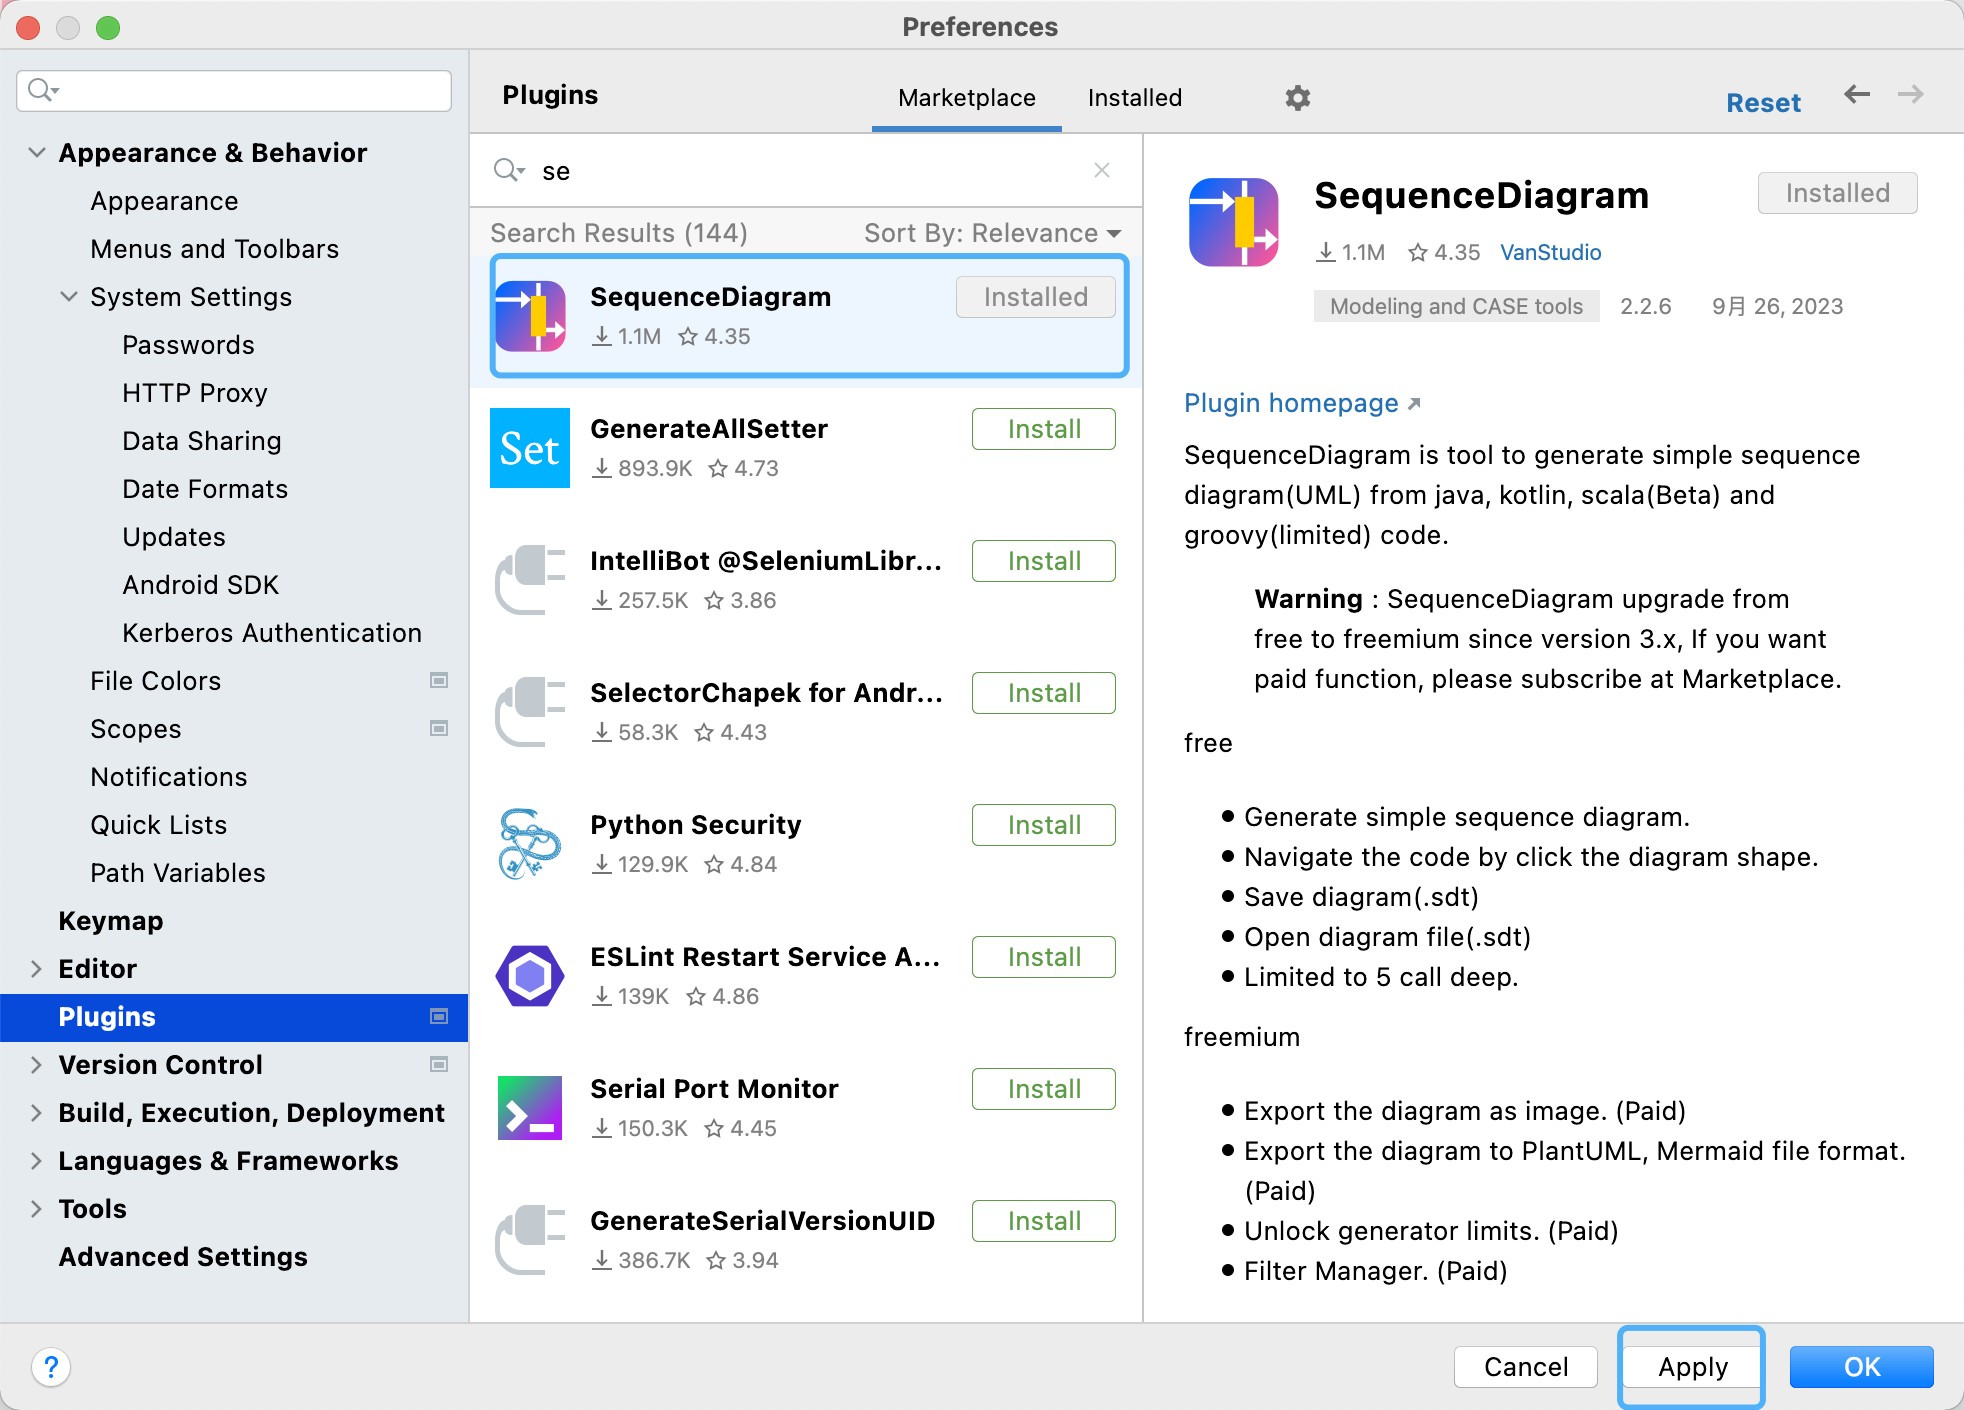 Preferences
Appearance & Behavior
Appearance
Menus and Toolbars
System Settings
Passwords
HTTP Proxy
Data Sharing
Date Formats
Updates
Android SDK
Kerberos Authentication
File Colors
Scopes
Notifications
Quick Lists
Path Variables
Keymap
Editor
Plugins
Version Control
Build, Execution, Deployment
Languages & Frameworks
Tools
Advanced Settings
Plugins
Marketplace
Installed
Reset
se
Search Results (144)
Sort By: Relevance
SequenceDiagram
Installed
1.1M 4.35
Set
GenerateAllSetter
Install
893.9K 4.73
IntelliBot @SeleniumLibr...
Install
257.5K 3.86
SelectorChapek for Andr...
Install
58.3K 4.43
Python Security
Install
129.9K 4.84
ESLint Restart Service A...
Install
139K 4.86
Serial Port Monitor
Install
150.3K 4.45
GenerateSerialVersionUID
Install
386.7K 3.94
SequenceDiagram
Installed
1.1M 4.35 VanStudio
Modeling and CASE tools 2.2.6 9月 26, 2023
Plugin homepage
SequenceDiagram is tool to generate simple sequence
diagram(UML) from java, kotlin, scala(Beta) and
groovy(limited) code.
Warning : SequenceDiagram upgrade from
free to freemium since version 3.x, If you want
paid function, please subscribe at Marketplace.
free
Generate simple sequence diagram.
Navigate the code by click the diagram shape.
Save diagram(.sdt)
Open diagram file(.sdt)
Limited to 5 call deep.
freemium
Export the diagram as image. (Paid)
Export the diagram to PlantUML, Mermaid file format.
(Paid)
Unlock generator limits. (Paid)
Filter Manager. (Paid)
?
Cancel
Apply
OK